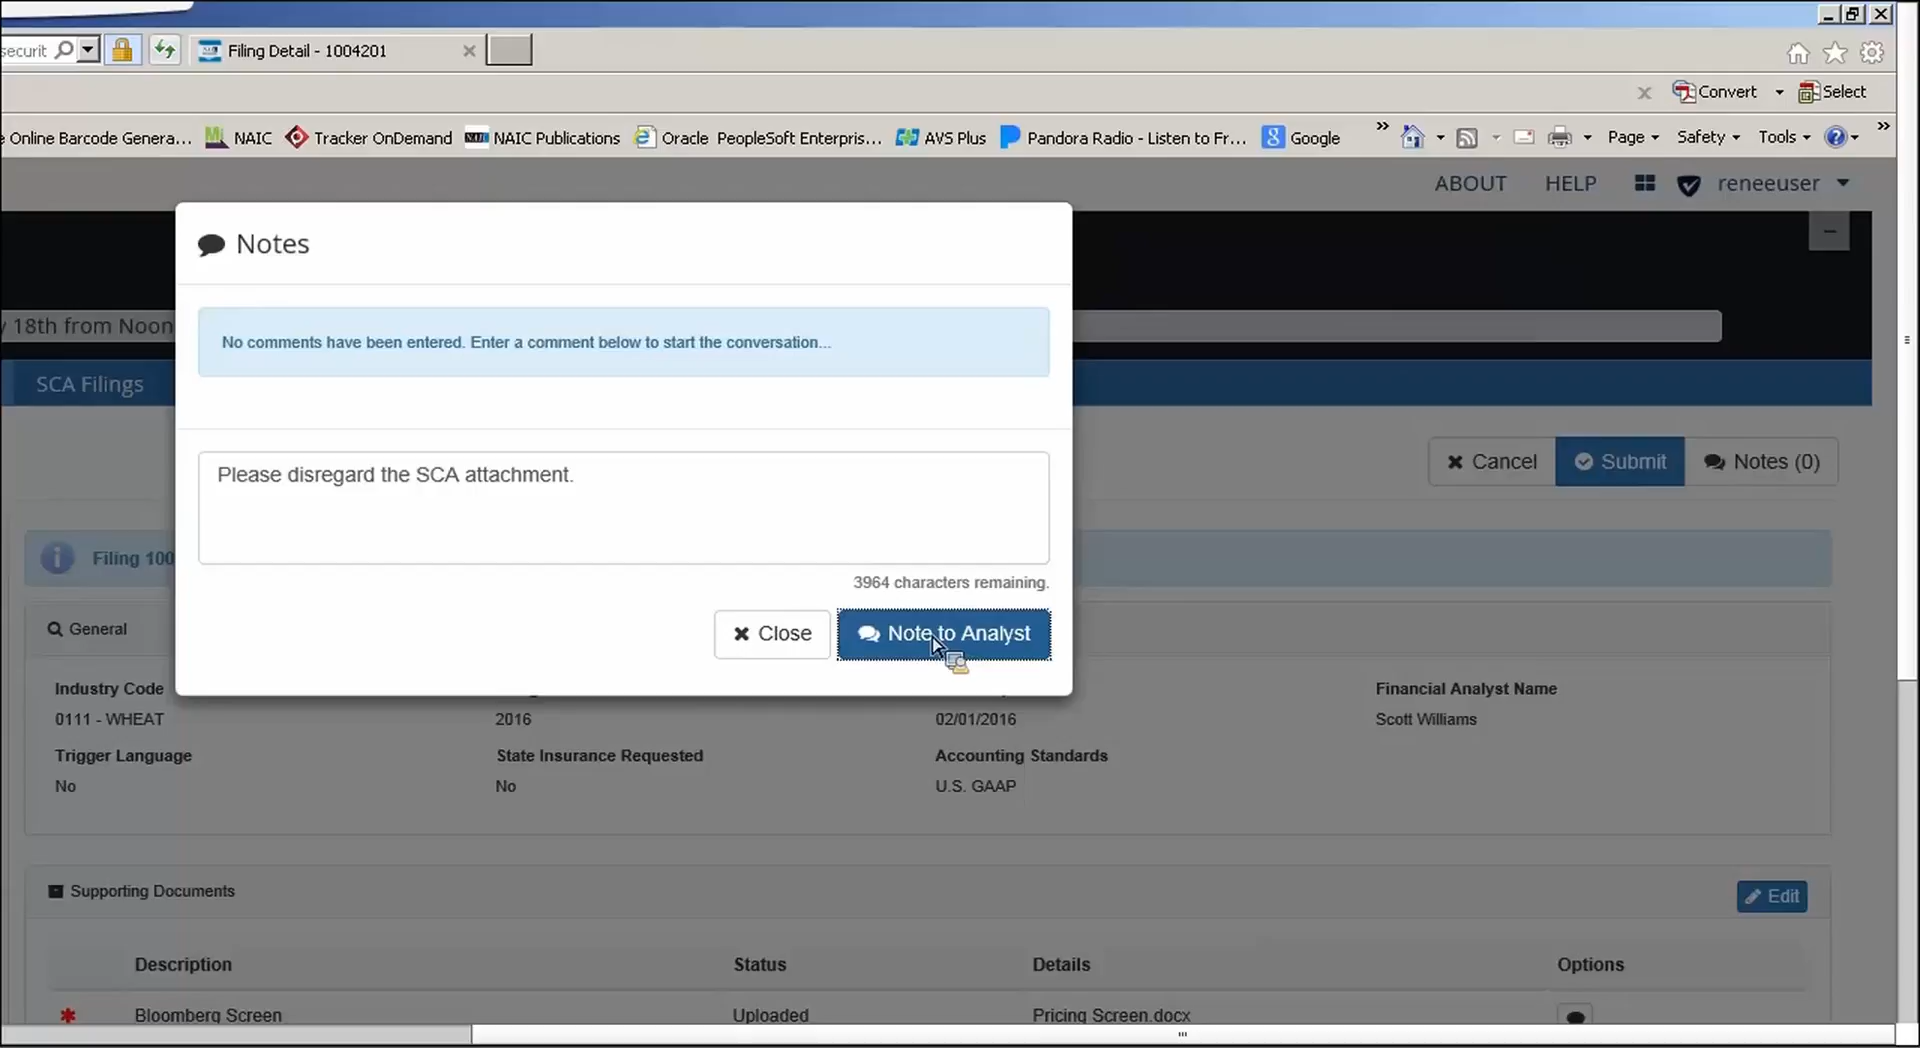 securit
Filing Detail - 1004201
Convert
Select
e Online Barcode Genera...
NAIC
Tracker OnDemand
NAIC Publications
Oracle PeopleSoft Enterpris...
AVS Plus
Pandora Radio - Listen to Fr...
Google
Page
Safety
Tools
ABOUT
HELP
reneeuser
Notes
No comments have been entered. Enter a comment below to start the conversation...
y 18th from Noon
SCA Filings
Please disregard the SCA attachment.
Cancel
Submit
Notes (0)
3964 characters remaining.
Filing 100
Close
Note to Analyst
General
Industry Code
0111 - WHEAT
2016
02/01/2016
Financial Analyst Name
Scott Williams
Trigger Language
No
State Insurance Requested
No
Accounting Standards
U.S. GAAP
Supporting Documents
Edit
Description
Status
Details
Options
Bloomberg Screen
Uploaded
Pricing Screen.docx